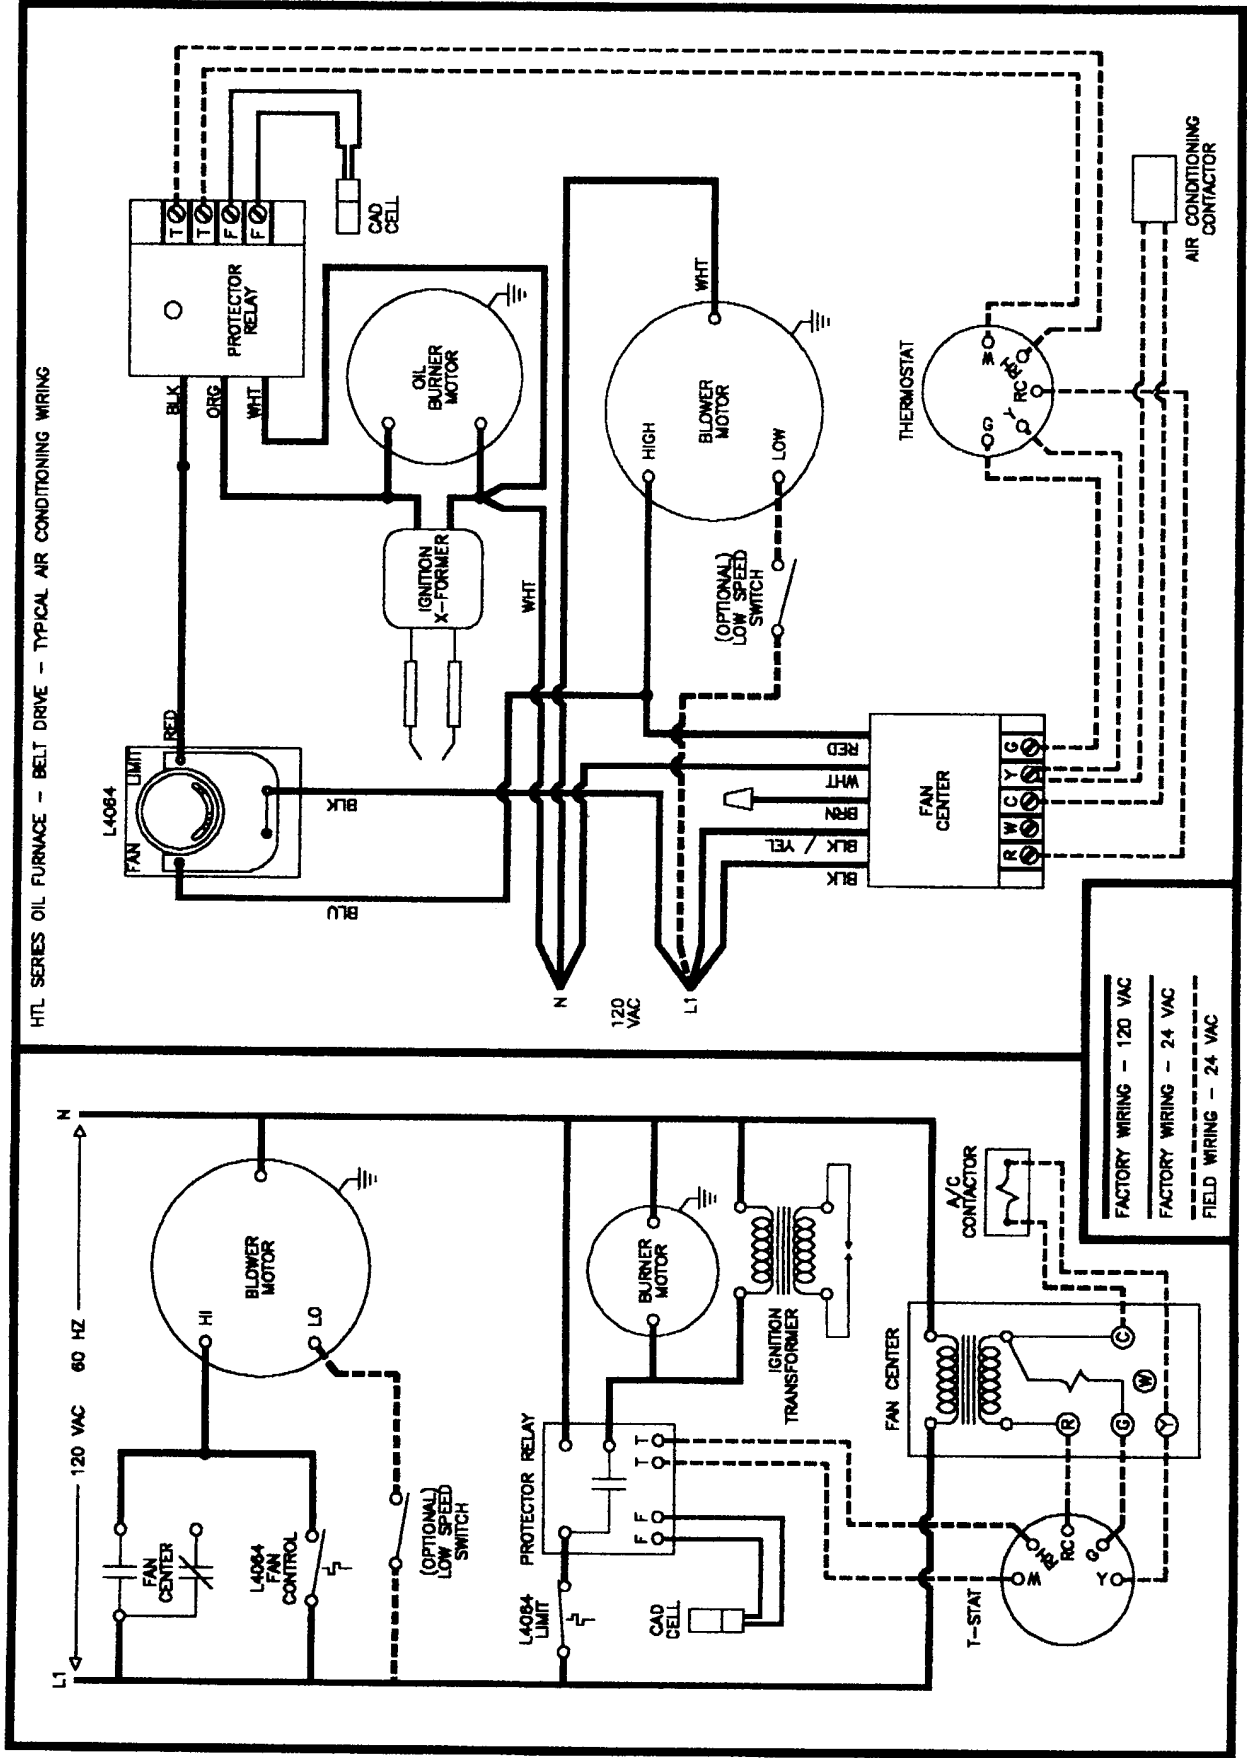 HTL SERIES OIL FURNACE - BELT DRIVE - TYPICAL AIR CONDITIONING WIRING
L1
120 VAC
60 HZ
N
FAN
CENTER
L4064
FAN
CONTROL
HI
LO
BLOWER
MOTOR
(OPTIONAL)
LOW SPEED
SWITCH
L4064
LIMIT
PROTECTOR RELAY
F
F
T
T
CAD
CELL
BURNER
MOTOR
IGNITION
TRANSFORMER
FAN CENTER
R
G
W
Y
C
A/C
CONTACTOR
T-STAT
W
RH
RC
G
Y
L4064
FAN
LIMIT
RED
BLK
BLU
BLK
ORG
WHT
PROTECTOR
RELAY
T
T
F
F
CAD
CELL
OIL
BURNER
MOTOR
IGNITION
X-FORMER
WHT
N
120
VAC
L1
HIGH
LOW
BLOWER
MOTOR
WHT
(OPTIONAL)
LOW SPEED
SWITCH
RED
WHT
BRN
BLK / YEL
BLK
FAN
CENTER
R
W
C
Y
G
THERMOSTAT
G
Y
RC
RH
W
AIR CONDITIONING
CONTACTOR
FACTORY WIRING - 120 VAC
FACTORY WIRING - 24 VAC
FIELD WIRING - 24 VAC